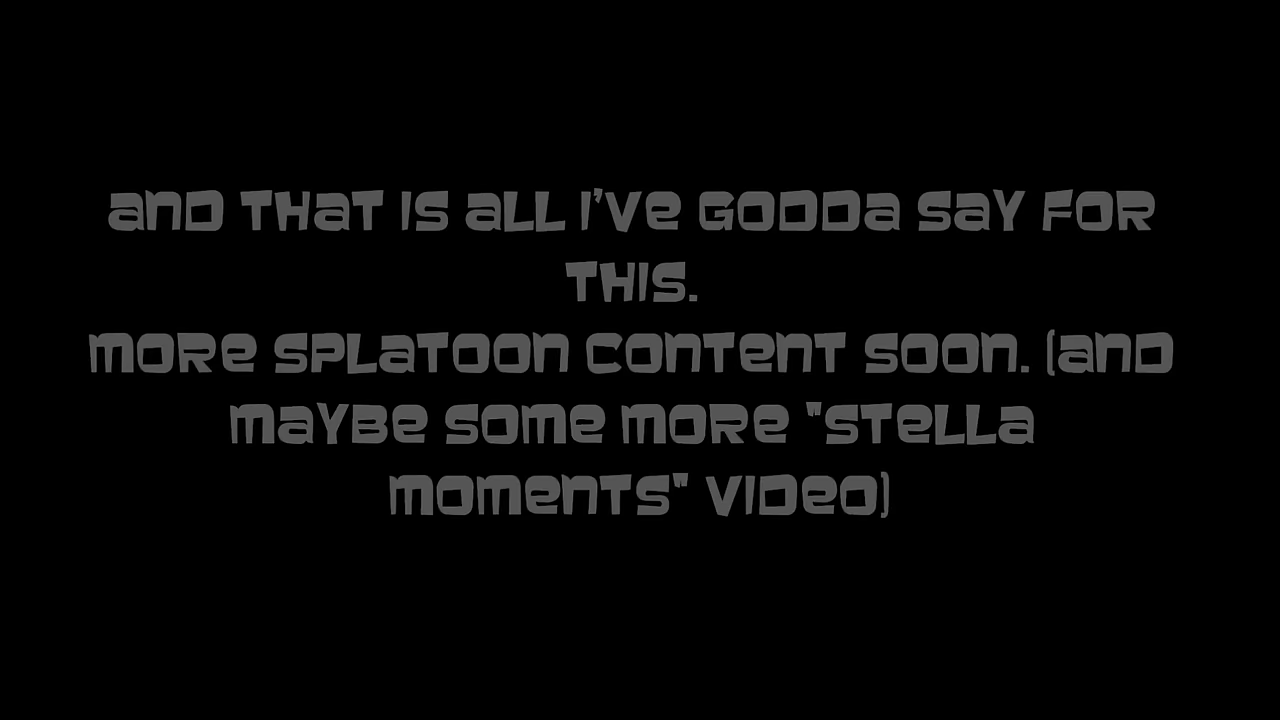 and THaT IS aLL I've GODDa Say FOR
THIS.
more SPLaTOOn COnTenT SOOn. (and
mayBe SOme more "STeLLa
momenTS" VIDeO)